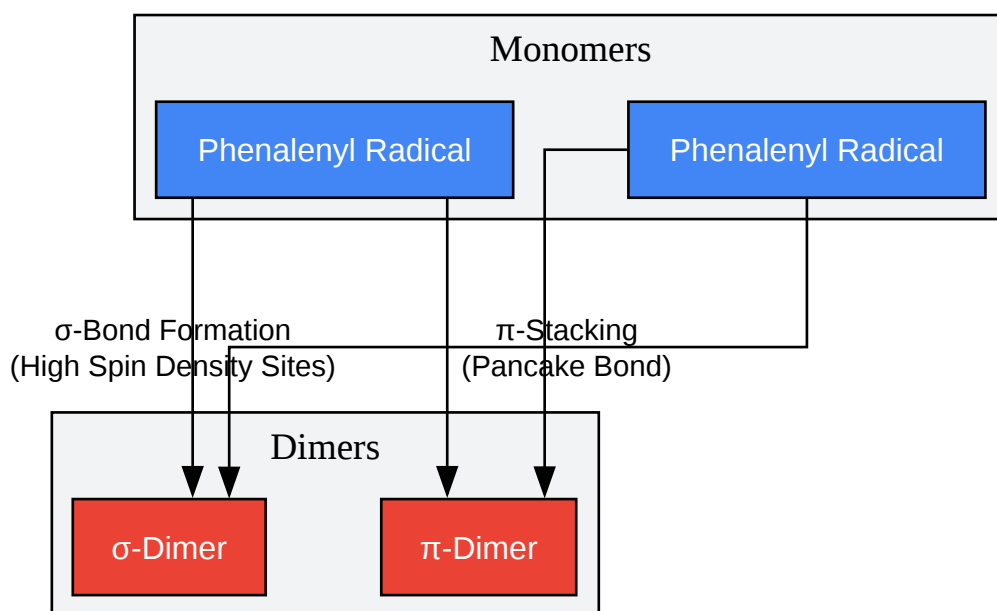 Monomers
Phenalenyl Radical
Phenalenyl Radical
σ-Bond Formation
(High Spin Density Sites)
π-Stacking
(Pancake Bond)
Dimers
σ-Dimer
π-Dimer